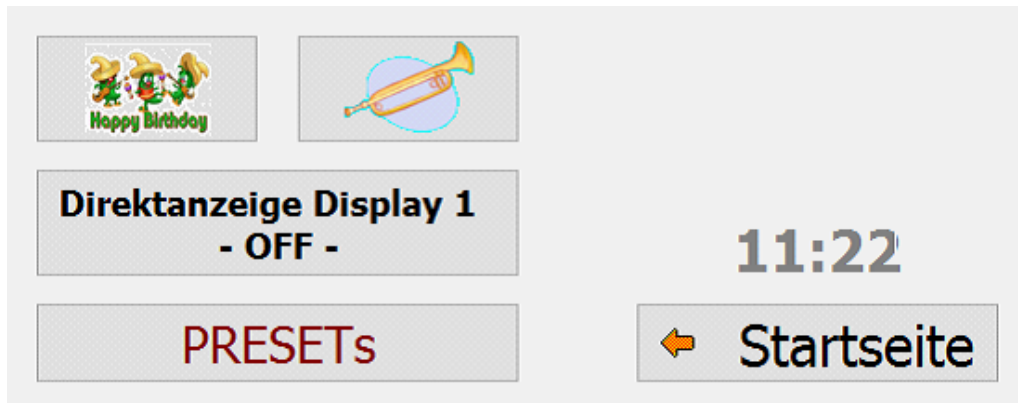 Happy Birthday
Direktanzeige Display 1
- OFF -
11:22
PRESETs
Startseite